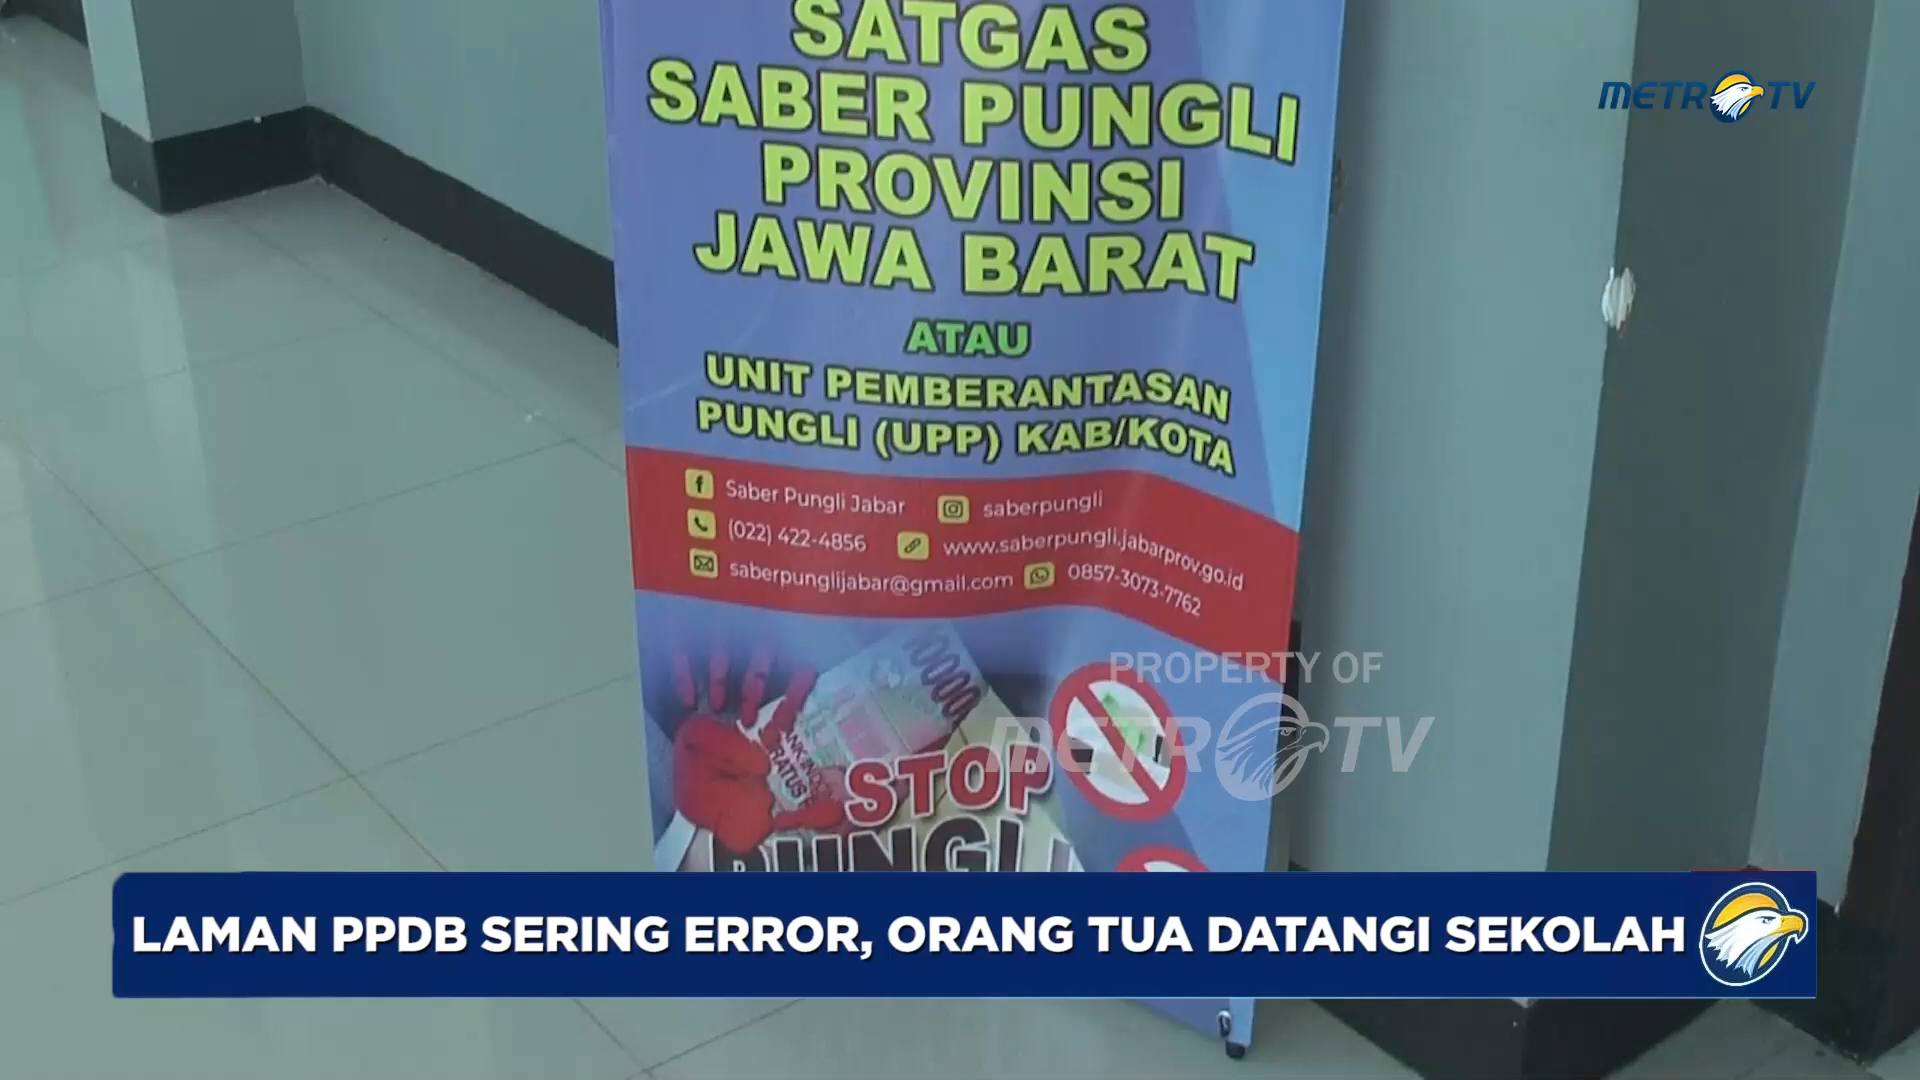 METRO TV
SATGAS
SABER PUNGLI
PROVINSI
JAWA BARAT
ATAU
UNIT PEMBERANTASAN
PUNGLI (UPP) KAB/KOTA
Saber Pungli Jabar
saberpungli
(022) 422-4856
www.saberpungli.jabarprov.go.id
saberpunglijabar@gmail.com
0857-3073-7762
PROPERTY OF
METRO TV
STOP
PUNGLI
LAMAN PPDB SERING ERROR, ORANG TUA DATANGI SEKOLAH